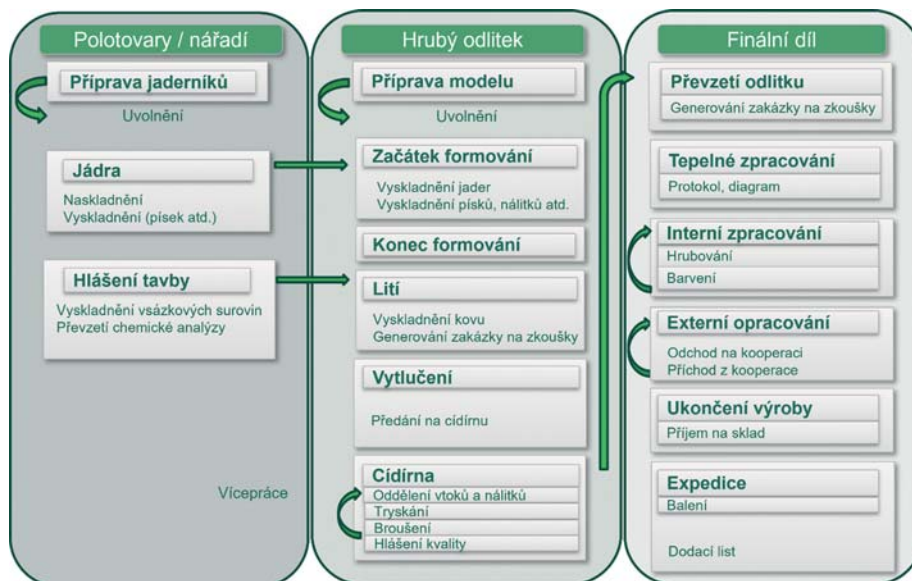 Polotovary / nářadí
Příprava jaderníků
Uvolnění
Jádra
Naskladnění
Vyskladnění (písek atd.)
Hlášení tavby
Vyskladnění vsázkových surovin
Převzetí chemické analýzy
Vícepráce
Hrubý odlitek
Příprava modelu
Uvolnění
Začátek formování
Vyskladnění jader
Vyskladnění písků, nálitků atd.
Konec formování
Lití
Vyskladnění kovu
Generování zakázky na zkoušky
Vytlučení
Předání na cídírnu
Cídírna
Oddělení vtoků a nálitků
Tryskání
Broušení
Hlášení kvality
Finální díl
Převzetí odlitku
Generování zakázky na zkoušky
Tepelné zpracování
Protokol, diagram
Interní zpracování
Hrubování
Barvení
Externí opracování
Odchod na kooperaci
Příchod z kooperace
Ukončení výroby
Příjem na sklad
Expedice
Balení
Dodací list